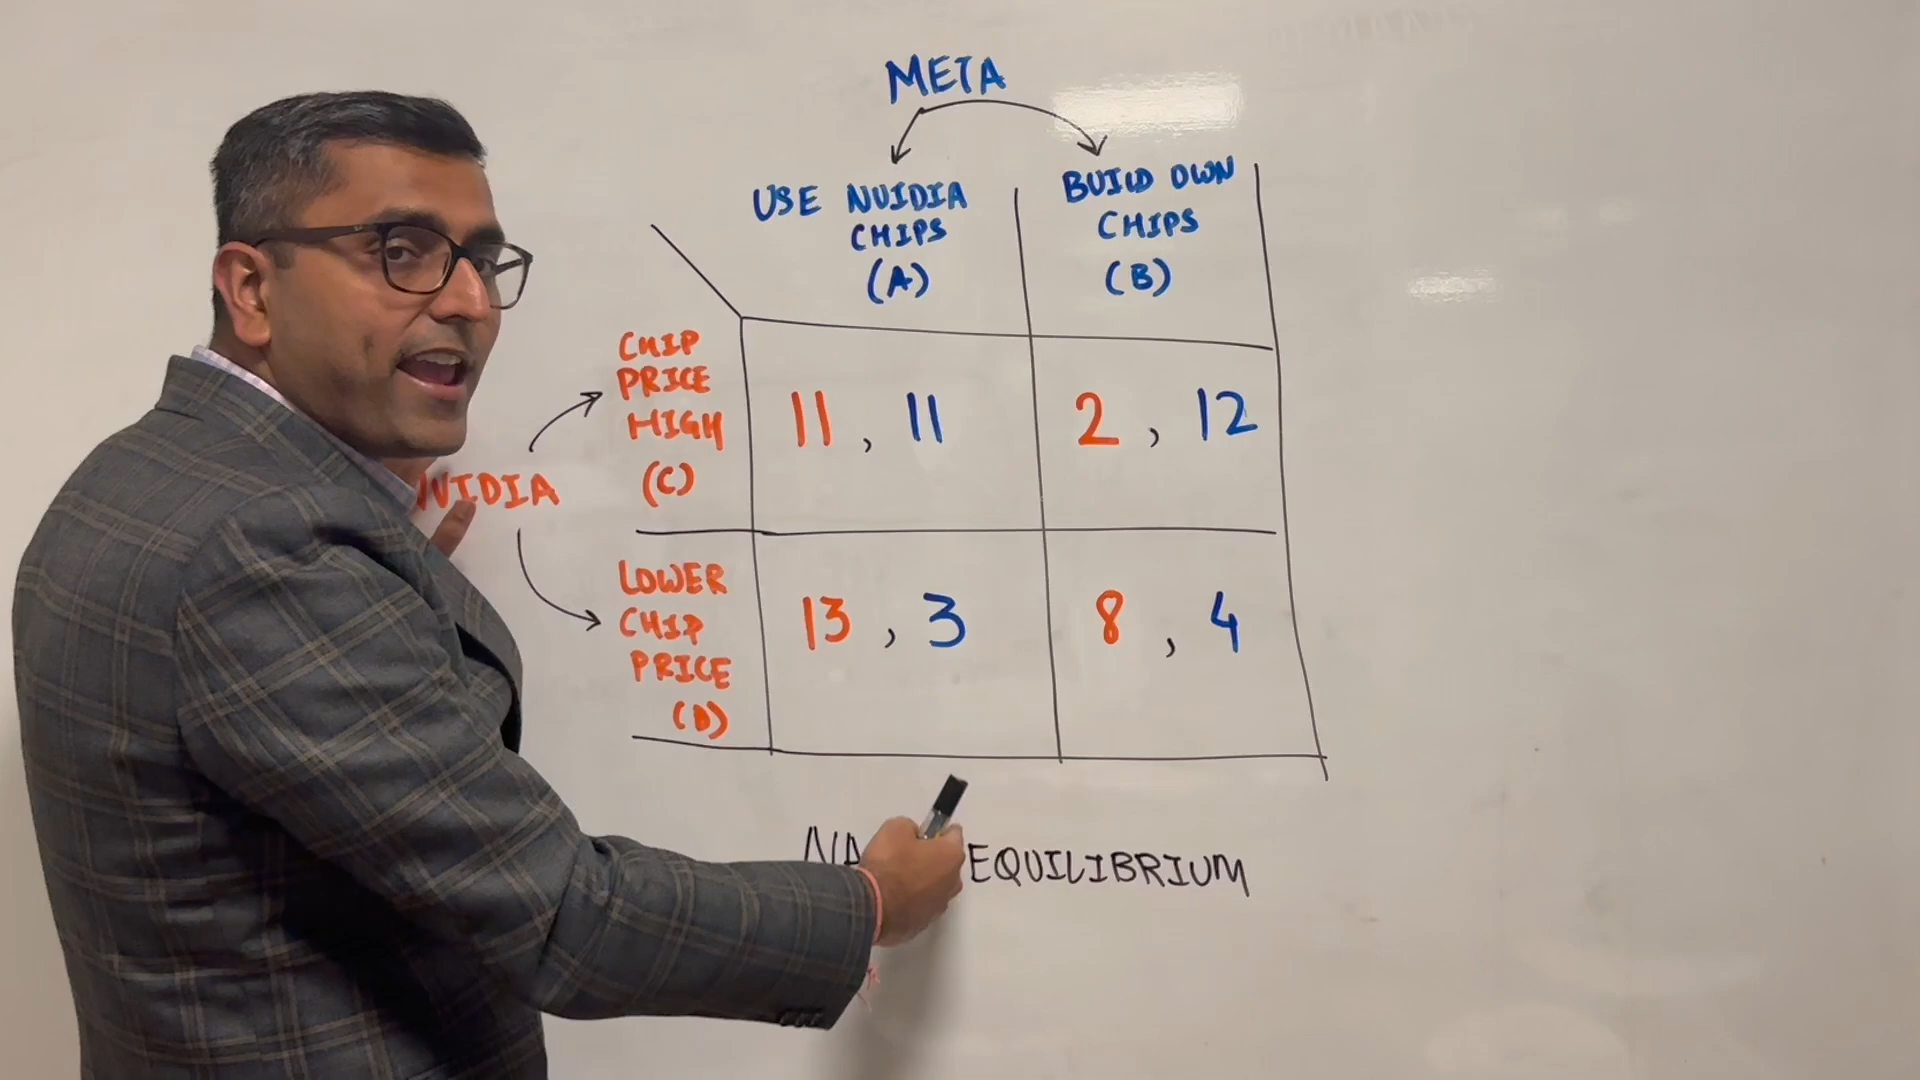 META
USE NVIDIA
CHIPS
(A)
BUILD OWN
CHIPS
(B)
CHIP
PRICE
HIGH
(C)
11 , 11
2 , 12
NVIDIA
LOWER
CHIP
PRICE
(D)
13 , 3
8 , 4
EQUILIBRIUM